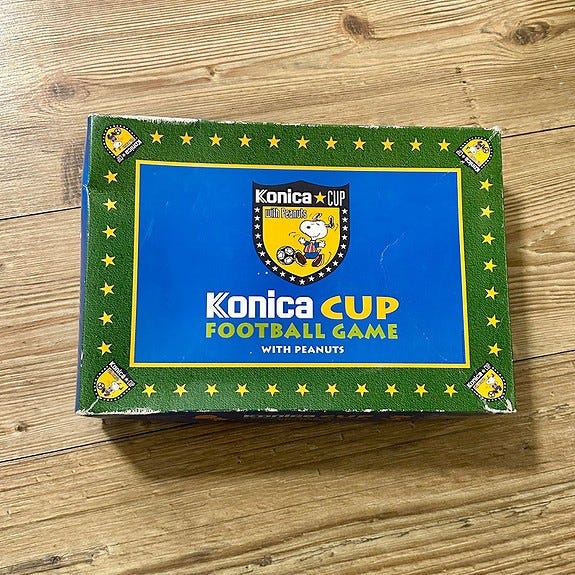 Konica★CUP
with Peanuts
Konica CUP
FOOTBALL GAME
WITH PEANUTS